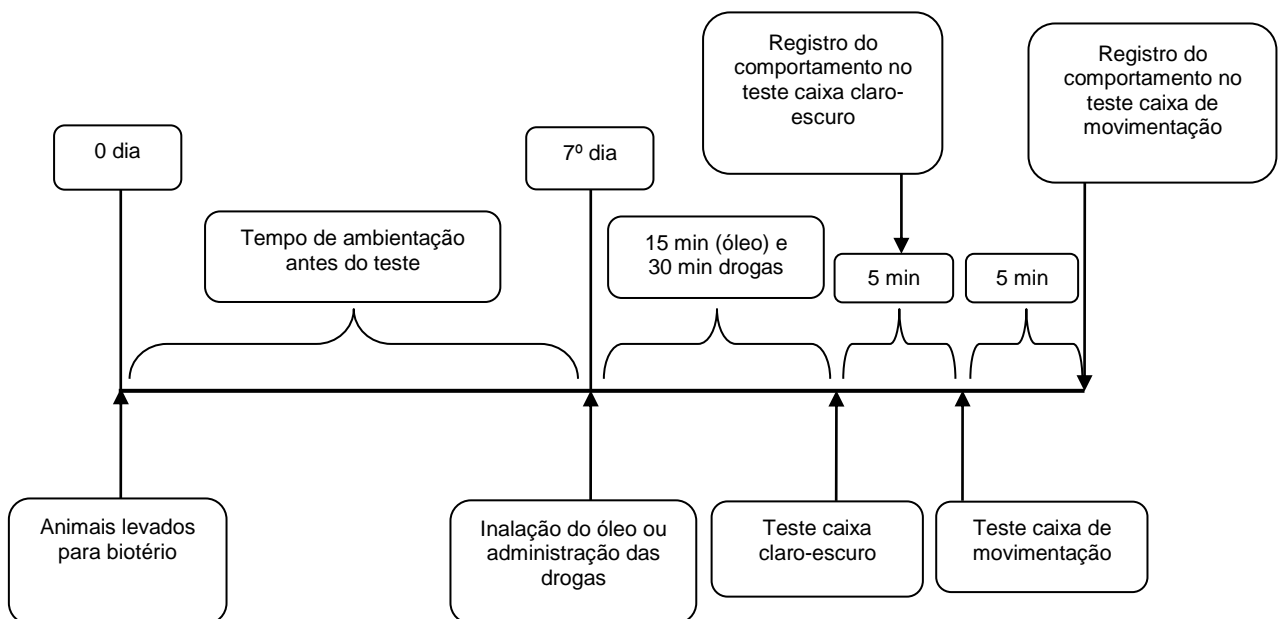 Registro do
comportamento no
teste caixa claro-
escuro
Registro do
comportamento no
teste caixa de
movimentação
0 dia
7º dia
Tempo de ambientação
antes do teste
15 min (óleo) e
30 min drogas
5 min
5 min
Animais levados
para biotério
Inalação do óleo ou
administração das
drogas
Teste caixa
claro-escuro
Teste caixa de
movimentação